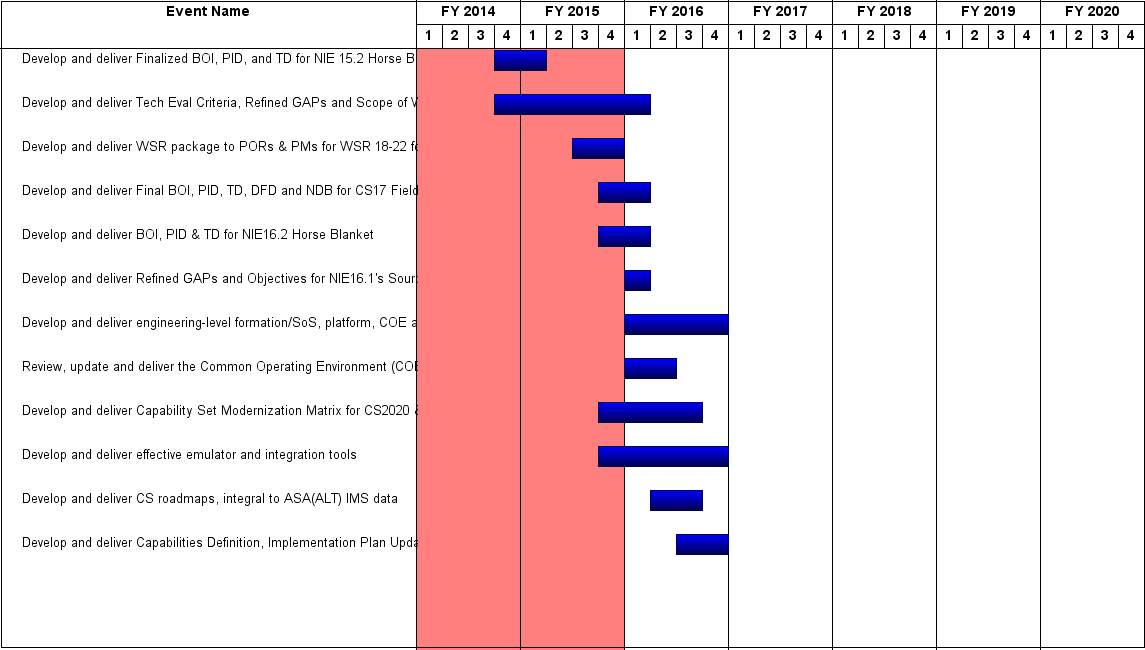 Event Name FY 2014 FY 2015 FY 2016 FY 2017 FY 2018 FY 2019 FY 2020
1 2 3 4 1 2 3 4 1 2 3 4 1 2 3 4 1 2 3 4 1 2 3 4 1 2 3 4
Develop and deliver Finalized BOI, PID, and TD for NIE 15.2 Horse
Develop and deliver Tech Eval Criteria, Refined GAPs and Scope of
Develop and deliver WSR package to PORs & PMs for WSR 18-22
Develop and deliver Final BOI, PID, TD, DFD and NDB for CS17
Develop and deliver BOI, PID & TD for NIE16.2 Horse Blanket
Develop and deliver Refined GAPs and Objectives for NIE16.1's
Develop and deliver engineering-level formation/SoS, platform, COE
Review, update and deliver the Common Operating Environment
Develop and deliver Capability Set Modernization Matrix for CS2020
Develop and deliver effective emulator and integration tools
Develop and deliver CS roadmaps, integral to ASA(ALT) IMS data
Develop and deliver Capabilities Definition, Implementation Plan